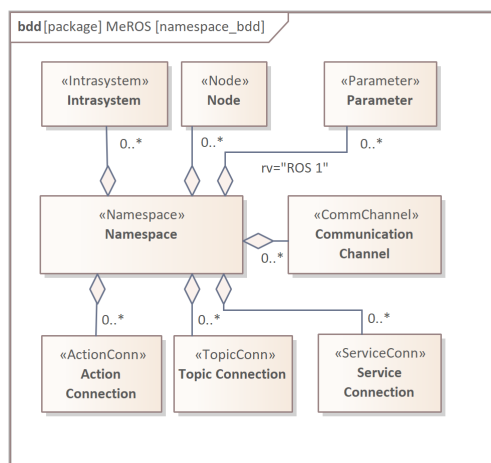 bdd [package] MeROS [namespace_bdd]
«Intrasystem»
Intrasystem
«Node»
Node
«Parameter»
Parameter
0..*
0..*
0..*
rv="ROS 1"
«Namespace»
Namespace
«CommChannel»
Communication
Channel
0..*
0..*
0..*
0..*
«ActionConn»
Action
Connection
«TopicConn»
Topic Connection
«ServiceConn»
Service
Connection